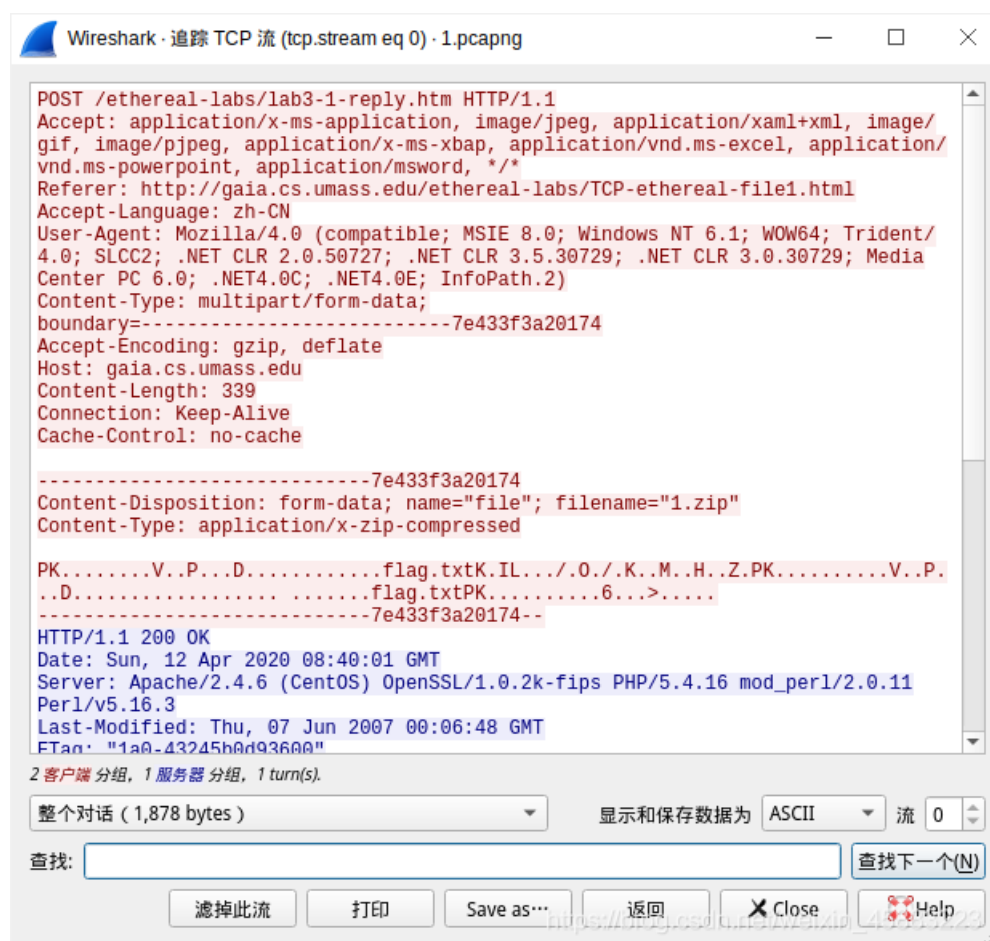 Wireshark · 追踪 TCP 流 (tcp.stream eq 0) · 1.pcapng
POST /ethereal-labs/lab3-1-reply.htm HTTP/1.1
Accept: application/x-ms-application, image/jpeg, application/xaml+xml, image/
gif, image/pjpeg, application/x-ms-xbap, application/vnd.ms-excel, application/
vnd.ms-powerpoint, application/msword, */*
Referer: http://gaia.cs.umass.edu/ethereal-labs/TCP-ethereal-file1.html
Accept-Language: zh-CN
User-Agent: Mozilla/4.0 (compatible; MSIE 8.0; Windows NT 6.1; WOW64; Trident/
4.0; SLCC2; .NET CLR 2.0.50727; .NET CLR 3.5.30729; .NET CLR 3.0.30729; Media
Center PC 6.0; .NET4.0C; .NET4.0E; InfoPath.2)
Content-Type: multipart/form-data;
boundary=---------------------------7e433f3a20174
Accept-Encoding: gzip, deflate
Host: gaia.cs.umass.edu
Content-Length: 339
Connection: Keep-Alive
Cache-Control: no-cache
-----------------------------7e433f3a20174
Content-Disposition: form-data; name="file"; filename="1.zip"
Content-Type: application/x-zip-compressed
PK........V..P...D............flag.txtK.IL.../.O./.K..M..H..Z.PK..........V..P.
..D.................. .......flag.txtPK..........6...>.....
-----------------------------7e433f3a20174--
HTTP/1.1 200 OK
Date: Sun, 12 Apr 2020 08:40:01 GMT
Server: Apache/2.4.6 (CentOS) OpenSSL/1.0.2k-fips PHP/5.4.16 mod_perl/2.0.11
Perl/v5.16.3
Last-Modified: Thu, 07 Jun 2007 00:06:48 GMT
ETag: "1a0-43245b0d93600"
2 客户端 分组，1 服务器 分组，1 turn(s).
整个对话（1,878 bytes）
显示和保存数据为 ASCII 流 0
查找: 查找下一个(N)
滤掉此流 打印 Save as… 返回 Close Help